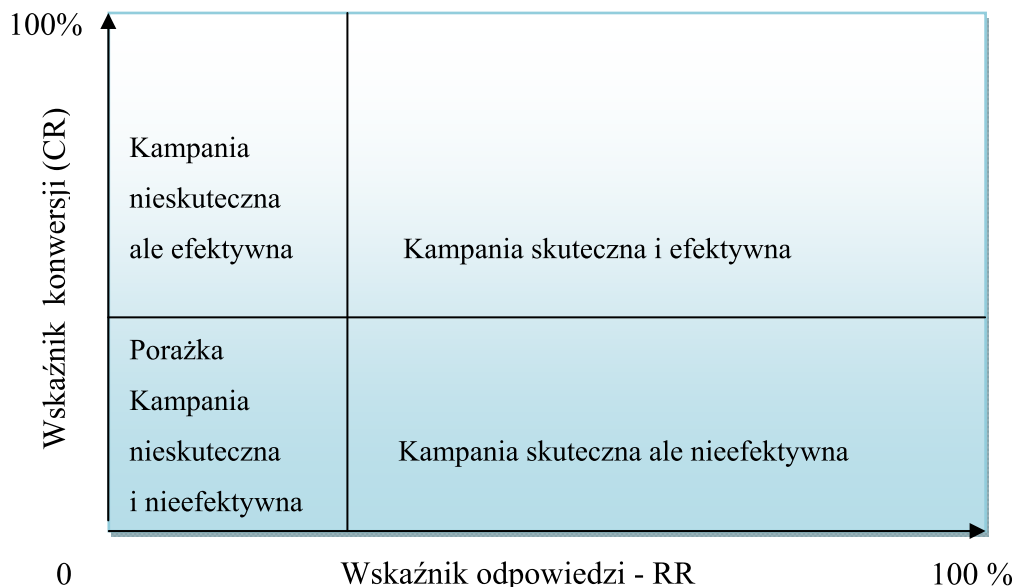 100%
Wskaźnik  konwersji (CR)
Kampania
nieskuteczna
ale efektywna
Kampania skuteczna i efektywna
Porażka
Kampania
nieskuteczna
i nieefektywna
Kampania skuteczna ale nieefektywna
0
Wskaźnik odpowiedzi - RR
100 %